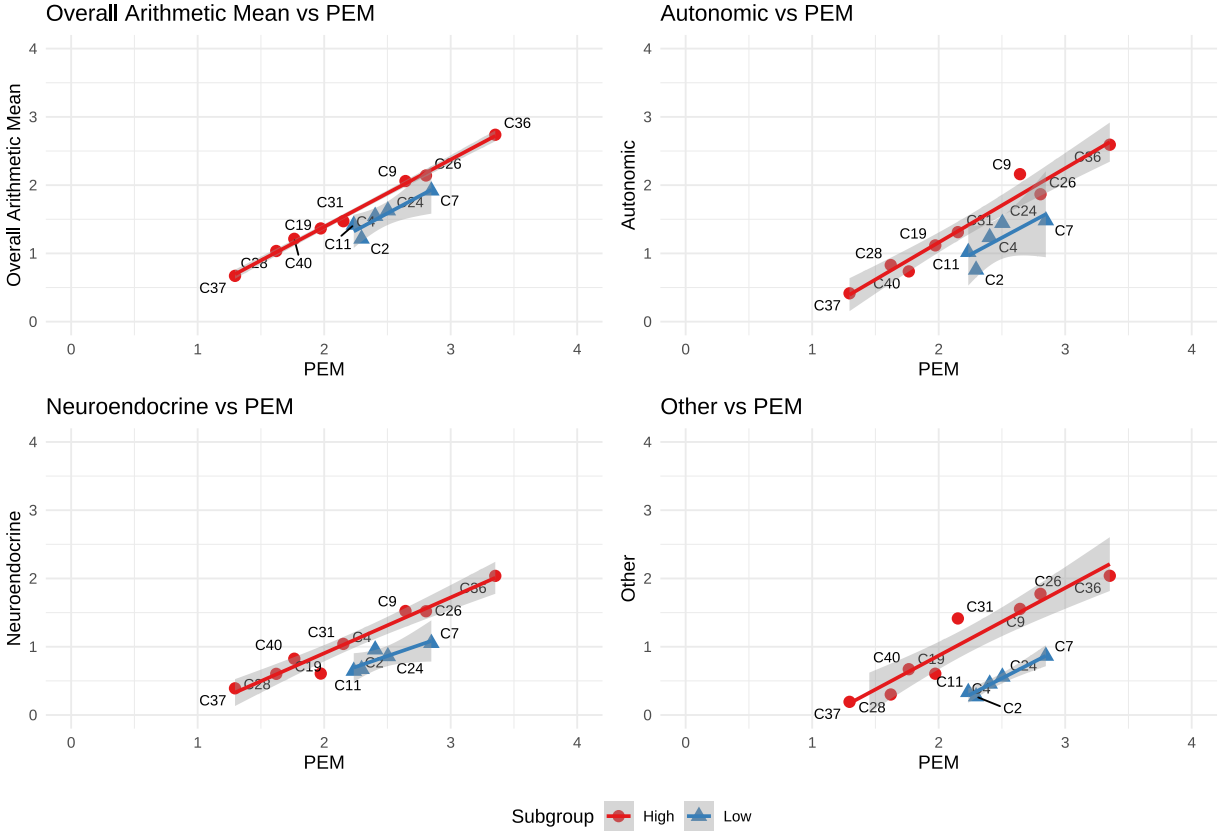 Overall Arithmetic Mean vs PEM
Autonomic vs PEM
4
3
2
1
0
Overall Arithmetic Mean
C36
C26
C9
C7
C24
C31
C4
C19
C11
C2
C40
C28
C37
0 1 2 3 4
PEM
4
3
2
1
0
Autonomic
C36
C9
C26
C24
C31
C7
C4
C19
C11
C2
C28
C40
C37
0 1 2 3 4
PEM
Neuroendocrine vs PEM
Other vs PEM
4
3
2
1
0
Neuroendocrine
C36
C9
C26
C7
C31
C4
C40
C24
C2
C19
C11
C28
C37
0 1 2 3 4
PEM
4
3
2
1
0
Other
C26
C36
C31
C9
C7
C40
C19
C24
C11
C4
C2
C28
C37
0 1 2 3 4
PEM
Subgroup High Low